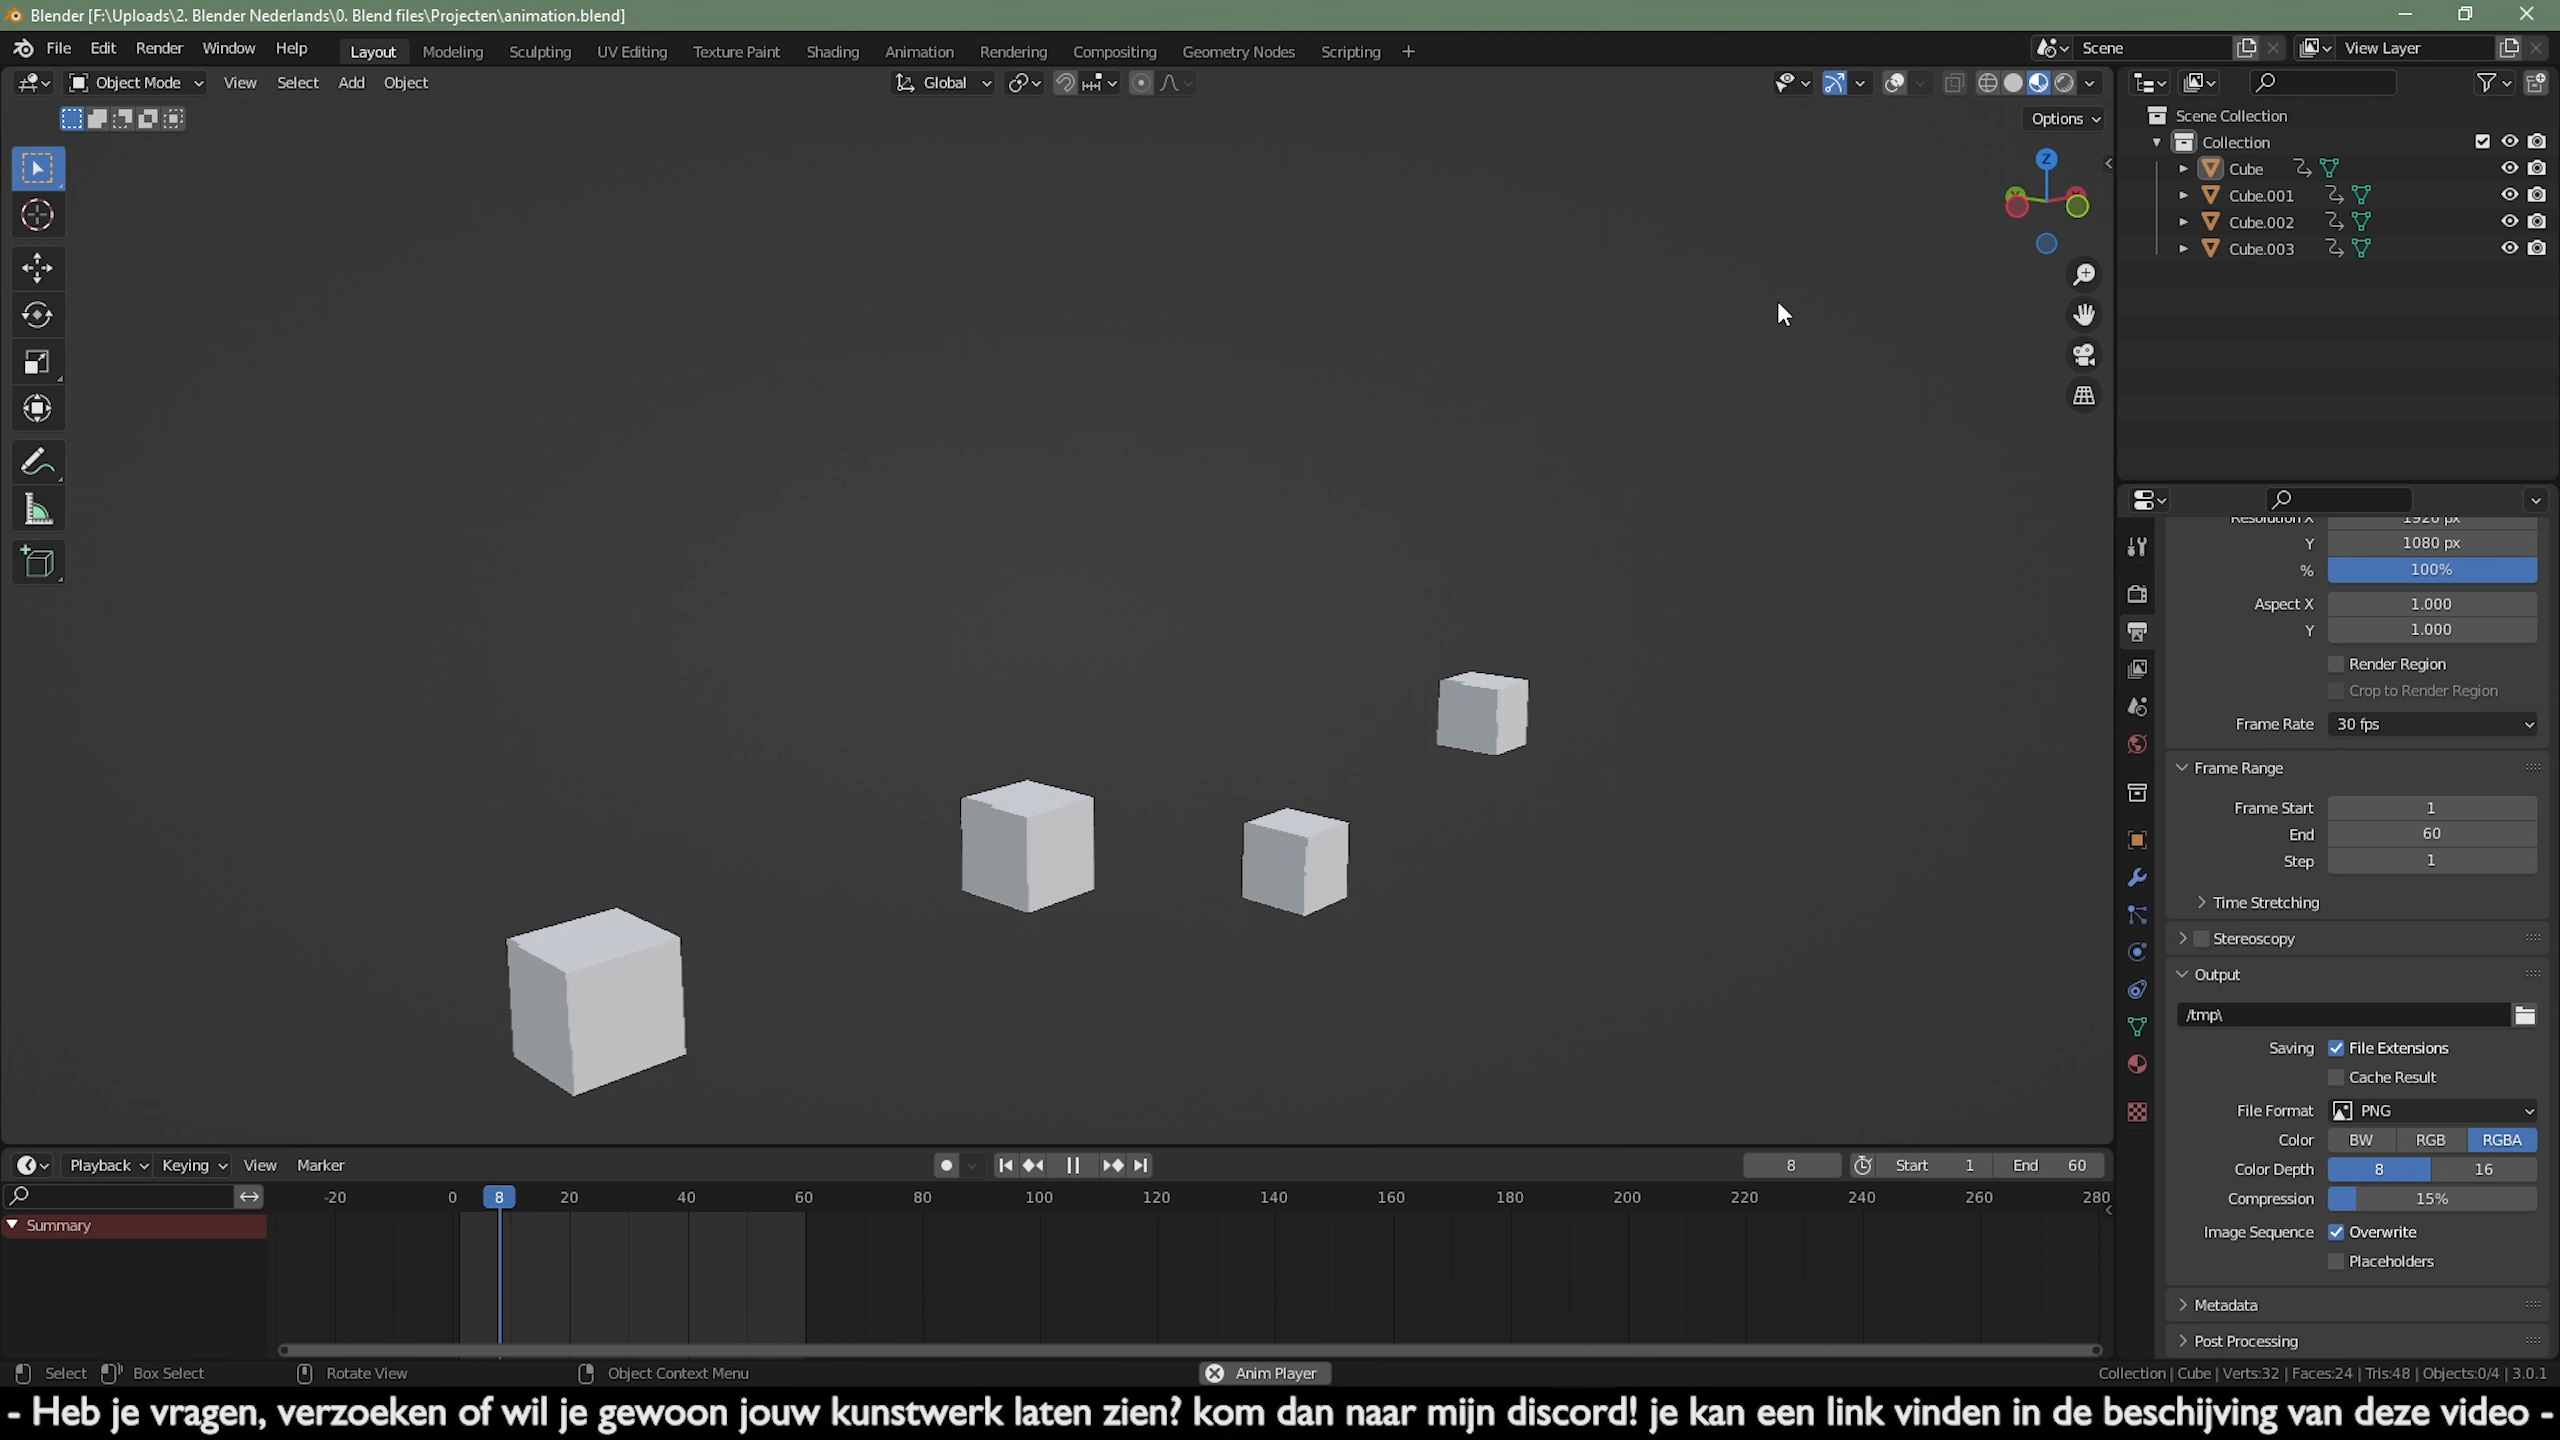 Blender [F:\Uploads\2. Blender Nederlands\0. Blend files\Projecten\animation.blend]
File Edit Render Window Help Layout Modeling Sculpting UV Editing Texture Paint Shading Animation Rendering Compositing Geometry Nodes Scripting + Scene View Layer
Object Mode View Select Add Object Global
Options
Z
Scene Collection
Collection
Cube
Cube.001
Cube.002
Cube.003
Resolution X 1920 px
Y 1080 px
% 100%
Aspect X 1.000
Y 1.000
Render Region
Crop to Render Region
Frame Rate 30 fps
Frame Range
Frame Start 1
End 60
Step 1
Time Stretching
Stereoscopy
Output
/tmp\
Saving File Extensions
Cache Result
File Format PNG
Color BW RGB RGBA
Color Depth 8 16
Compression 15%
Image Sequence Overwrite
Placeholders
Metadata
Post Processing
Playback Keying View Marker 8 Start 1 End 60
-20 0 8 20 40 60 80 100 120 140 160 180 200 220 240 260 280
Summary
Select Box Select Rotate View Object Context Menu Anim Player Collection | Cube | Verts:32 | Faces:24 | Tris:48 | Objects:0/4 | 3.0.1
- Heb je vragen, verzoeken of wil je gewoon jouw kunstwerk laten zien? kom dan naar mijn discord! je kan een link vinden in de beschijving van deze video -